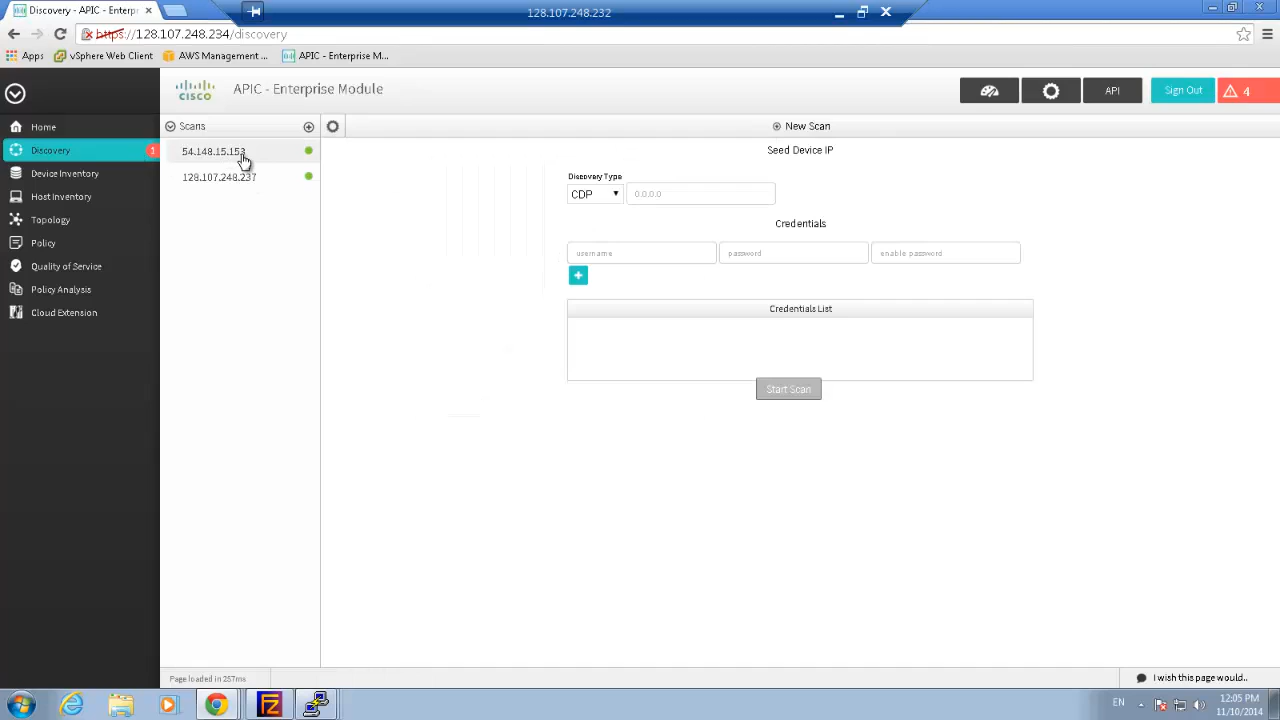 Discovery - APIC - Enterpr
128.107.248.232
https://128.107.248.234/discovery
Apps
vSphere Web Client
AWS Management ...
APIC - Enterprise M...
CISCO
APIC - Enterprise Module
API
Sign Out
4
Home
Discovery
1
Device Inventory
Host Inventory
Topology
Policy
Quality of Service
Policy Analysis
Cloud Extension
Scans
54.148.15.153
128.107.248.237
New Scan
Seed Device IP
Discovery Type
CDP
0.0.0.0
Credentials
username
password
enable password
+
Credentials List
Start Scan
Page loaded in 257ms
I wish this page would..
EN
12:05 PM
11/10/2014